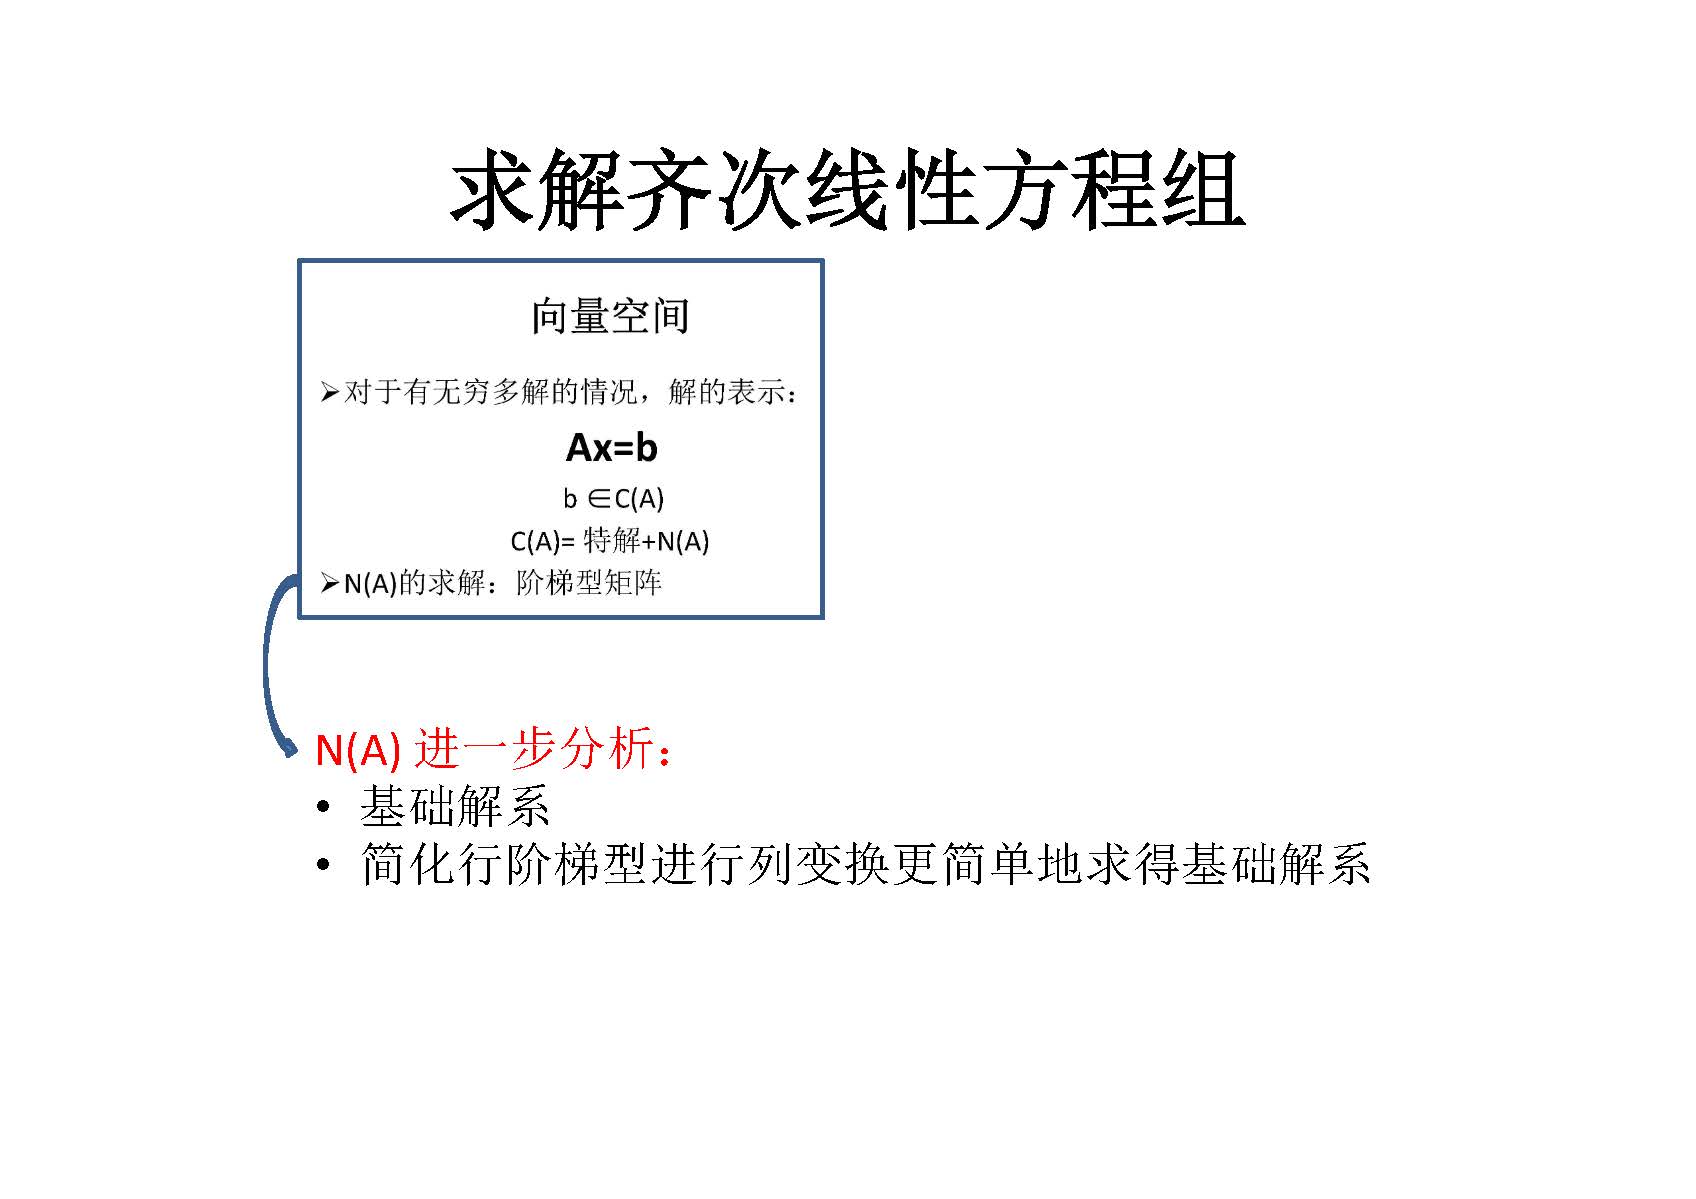 求解齐次线性方程组
向量空间
➢对于有无穷多解的情况，解的表示：
Ax=b
b ∈C(A)
C(A)= 特解+N(A)
➢N(A)的求解：阶梯型矩阵
N(A) 进一步分析：
• 基础解系
• 简化行阶梯型进行列变换更简单地求得基础解系